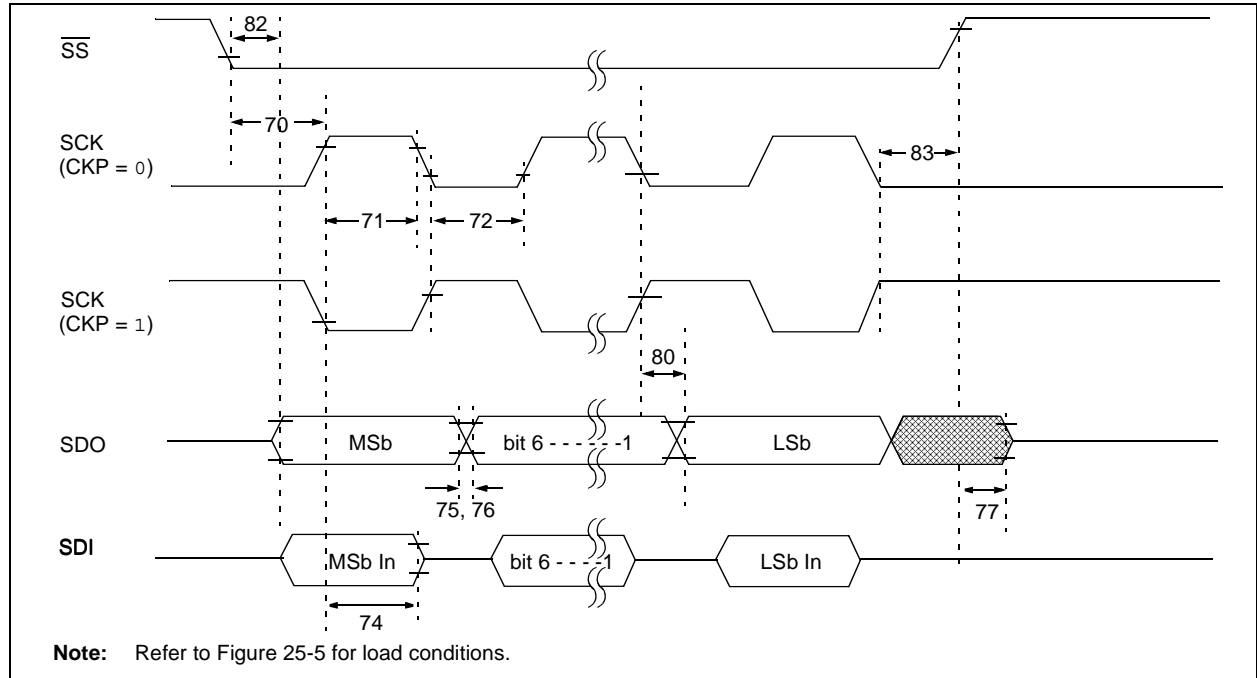 82
SS
70
SCK
(CKP = 0)
83
71
72
SCK
(CKP = 1)
80
SDO
MSb
bit 6 - - - - - -1
LSb
75, 76
77
SDI
MSb In
bit 6 - - - -1
LSb In
74
Note: Refer to Figure 25-5 for load conditions.